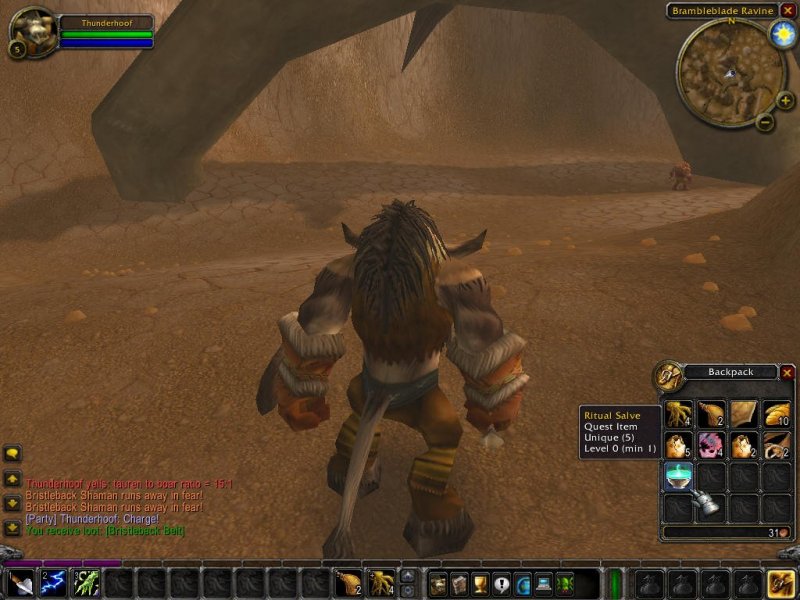 Thunderhoof
5
Brambleblade Ravine
N
Backpack
4
2
10
5
4
2
2
31
Ritual Salve
Quest Item
Unique (5)
Level 0 (min 1)
Thunderhoof yells: tauren to boar ratio = 15:1
Bristleback Shaman runs away in fear!
Bristleback Shaman runs away in fear!
[Party] Thunderhoof: Charge!
You receive loot: [Bristleback Belt]
2
3
2
4